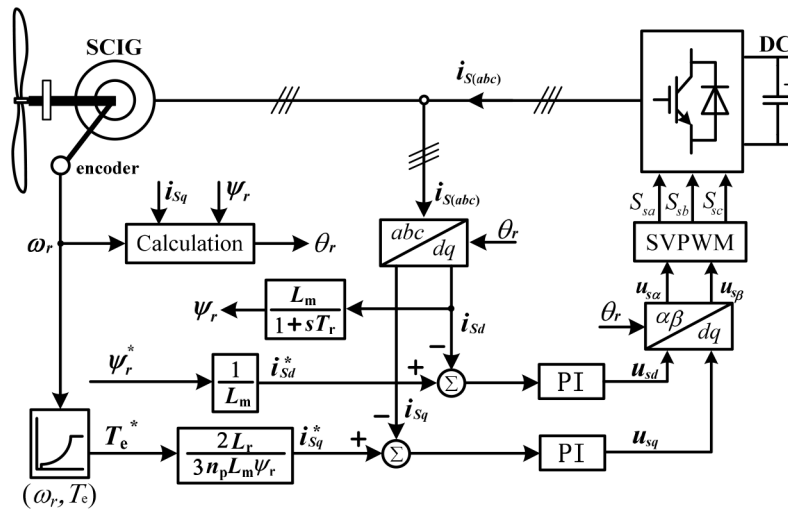 SCIG
DC
i_S(abc)
encoder
i_Sq
ψ_r
i_S(abc)
S_sa
S_sb
S_sc
ω_r
Calculation
θ_r
abc
dq
θ_r
SVPWM
u_sα
u_sβ
ψ_r
L_m
1+sT_r
i_Sd
θ_r
αβ
dq
ψ_r^*
1
L_m
i_Sd^*
+
−
Σ
PI
u_sd
−
i_Sq
T_e^*
2L_r
3n_pL_mψ_r
i_Sq^*
+
Σ
PI
u_sq
(ω_r,T_e)